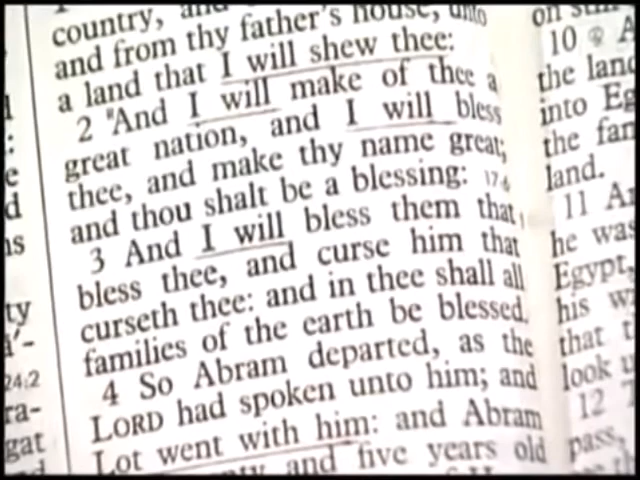 country, and
and from thy father's house, unto
a land that I will shew thee:
2 And I will make of thee a
great nation, and I will bless
thee, and make thy name great;
and thou shalt be a blessing:
3 And I will bless them that
bless thee, and curse him that
curseth thee: and in thee shall all
families of the earth be blessed.
4 So Abram departed, as the
LORD had spoken unto him; and
Lot went with him: and Abram
and five years old
10
the land
into
the
land.
11
he was
Egypt,
his
that
look
12
pass,
24:2